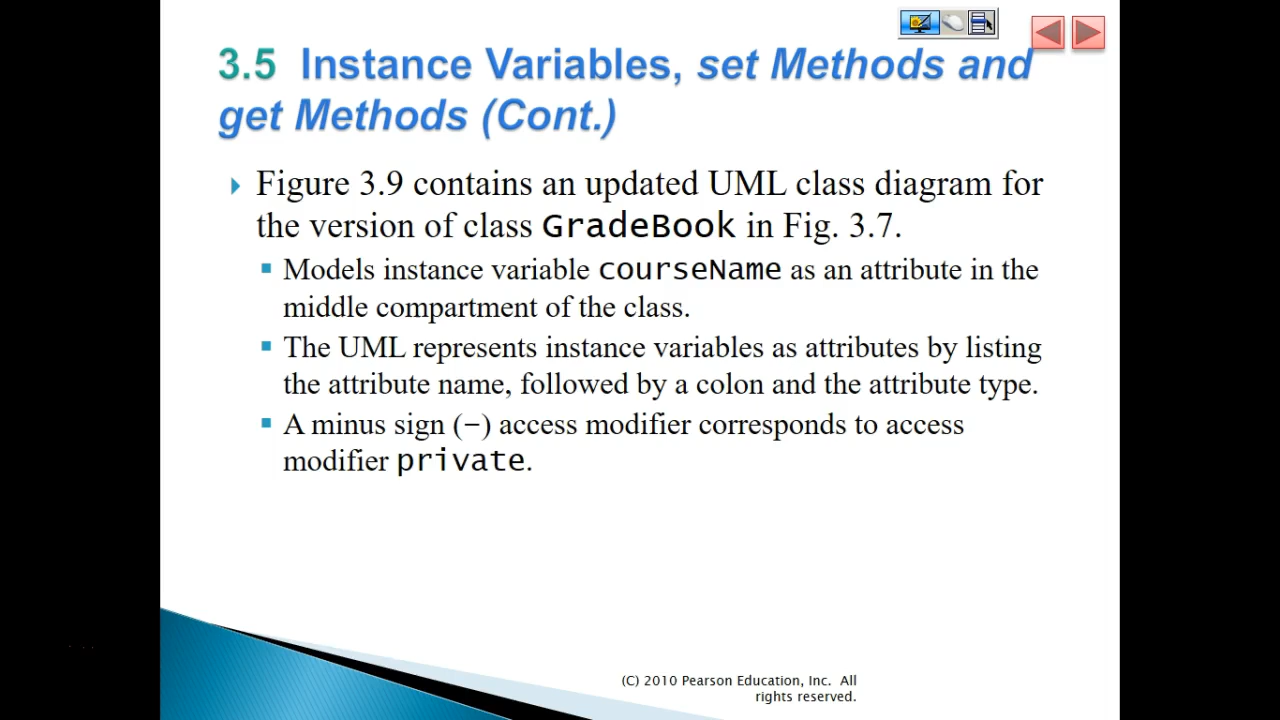 3.5 Instance Variables, set Methods and
get Methods (Cont.)
Figure 3.9 contains an updated UML class diagram for
the version of class GradeBook in Fig. 3.7.
Models instance variable courseName as an attribute in the
middle compartment of the class.
The UML represents instance variables as attributes by listing
the attribute name, followed by a colon and the attribute type.
A minus sign (–) access modifier corresponds to access
modifier private.
(C) 2010 Pearson Education, Inc. All
rights reserved.